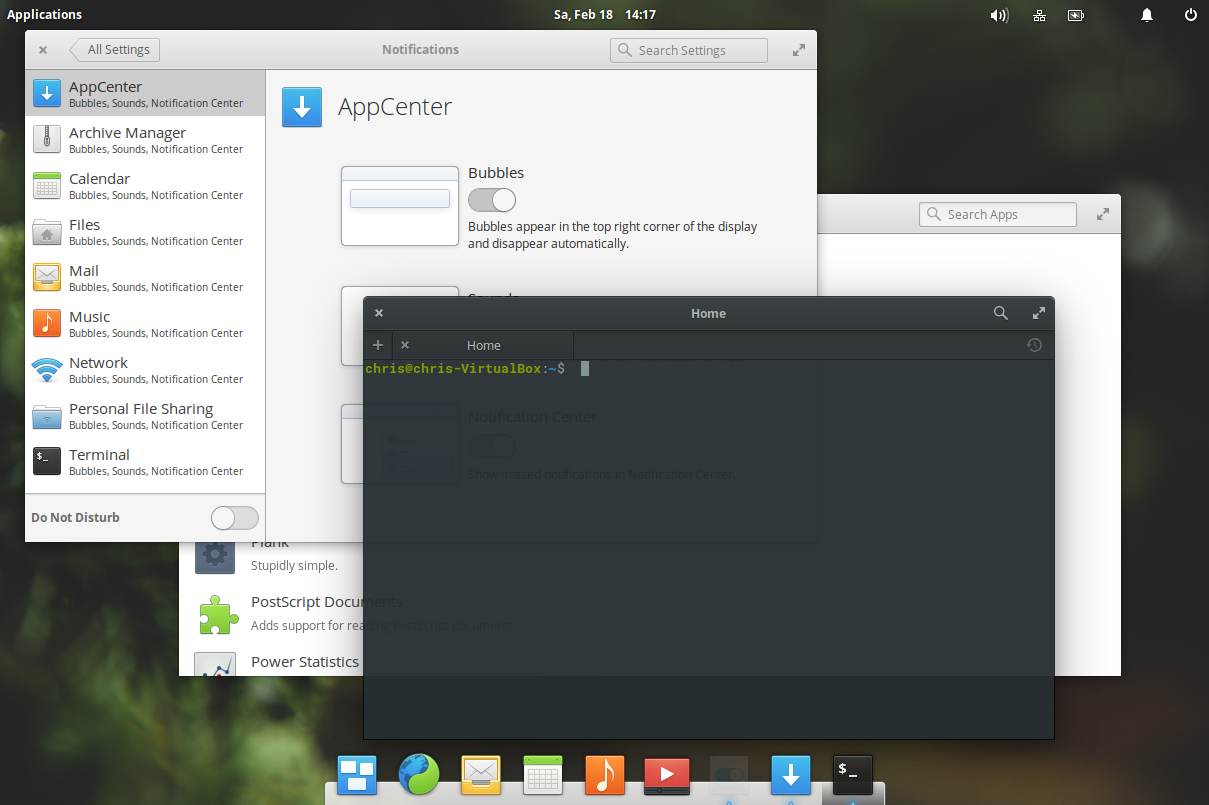 Applications
Sa, Feb 18 14:17
All Settings
Notifications
Search Settings
AppCenter
Bubbles, Sounds, Notification Center
Archive Manager
Bubbles, Sounds, Notification Center
Calendar
Bubbles, Sounds, Notification Center
Files
Bubbles, Sounds, Notification Center
Mail
Bubbles, Sounds, Notification Center
Music
Bubbles, Sounds, Notification Center
Network
Bubbles, Sounds, Notification Center
Personal File Sharing
Bubbles, Sounds, Notification Center
Terminal
Bubbles, Sounds, Notification Center
Do Not Disturb
AppCenter
Bubbles
Bubbles appear in the top right corner of the display
and disappear automatically.
Sounds
Notification Center
Show missed notifications in Notification Center.
Search Apps
Home
Home
chris@chris-VirtualBox:~$
Plank
Stupidly simple.
PostScript Documents
Adds support for reading PostScript documents
Power Statistics
$_
$_